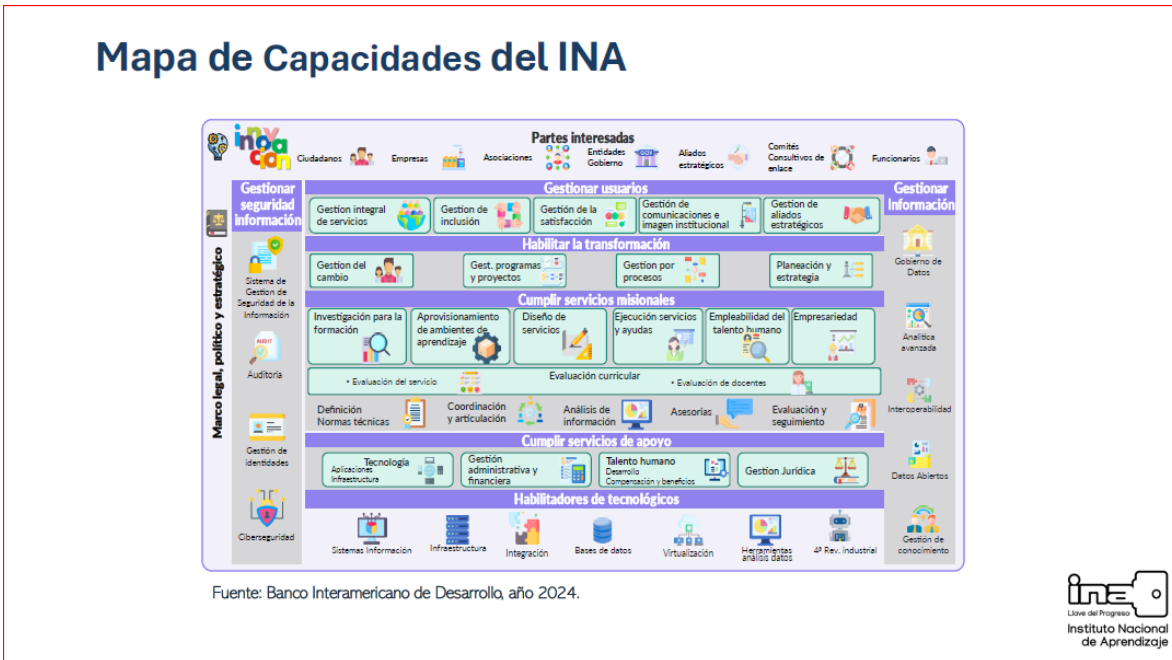 Mapa de Capacidades del INA
inovación
Partes interesadas
Ciudadanos
Empresas
Asociaciones
Entidades
Gobierno
Aliados
estratégicos
Comités
Consultivos de
enlace
Funcionarios
Marco legal, político y estratégico
Gestionar
seguridad
información
Sistema de
Gestion de
Seguridad de la
Información
AUDIT
Auditoría
Gestión de
identidades
Ciberseguridad
Gestionar usuarios
Gestion integral
de servicios
Gestion de
inclusión
Gestión de la
satisfacción
Gestión de
comunicaciones e
imagen institucional
Gestion de
aliados
estratégicos
Habilitar la transformación
Gestion del
cambio
Gest. programas
y proyectos
Gestion por
procesos
Planeación y
estrategia
Cumplir servicios misionales
Investigación para la
formación
Aprovisionamiento
de ambientes de
aprendizaje
Diseño de
servicios
Ejecución servicios
y ayudas
Empleabilidad del
talento humano
Empresariedad
Evaluación curricular
• Evaluación del servicio
• Evaluación de docentes
Definición
Normas técnicas
Coordinación
y articulación
Análisis de
información
Asesorias
Evaluación y
seguimiento
Cumplir servicios de apoyo
Tecnología
Aplicaciones
Infraestructura
Gestión
administrativa y
financiera
Talento humano
Desarrollo
Compensación y beneficios
Gestion Jurídica
Habilitadores de tecnológicos
Sistemas Información
Infraestructura
Integración
Bases de datos
Virtualización
Herramientas
análisis datos
4ª Rev. industrial
Gestionar
Información
Gobierno de
Datos
Analítica
avanzada
Interoperabilidad
Datos Abiertos
Gestión de
conocimiento
Fuente: Banco Interamericano de Desarrollo, año 2024.
ina
Llave del Progreso
Instituto Nacional
de Aprendizaje